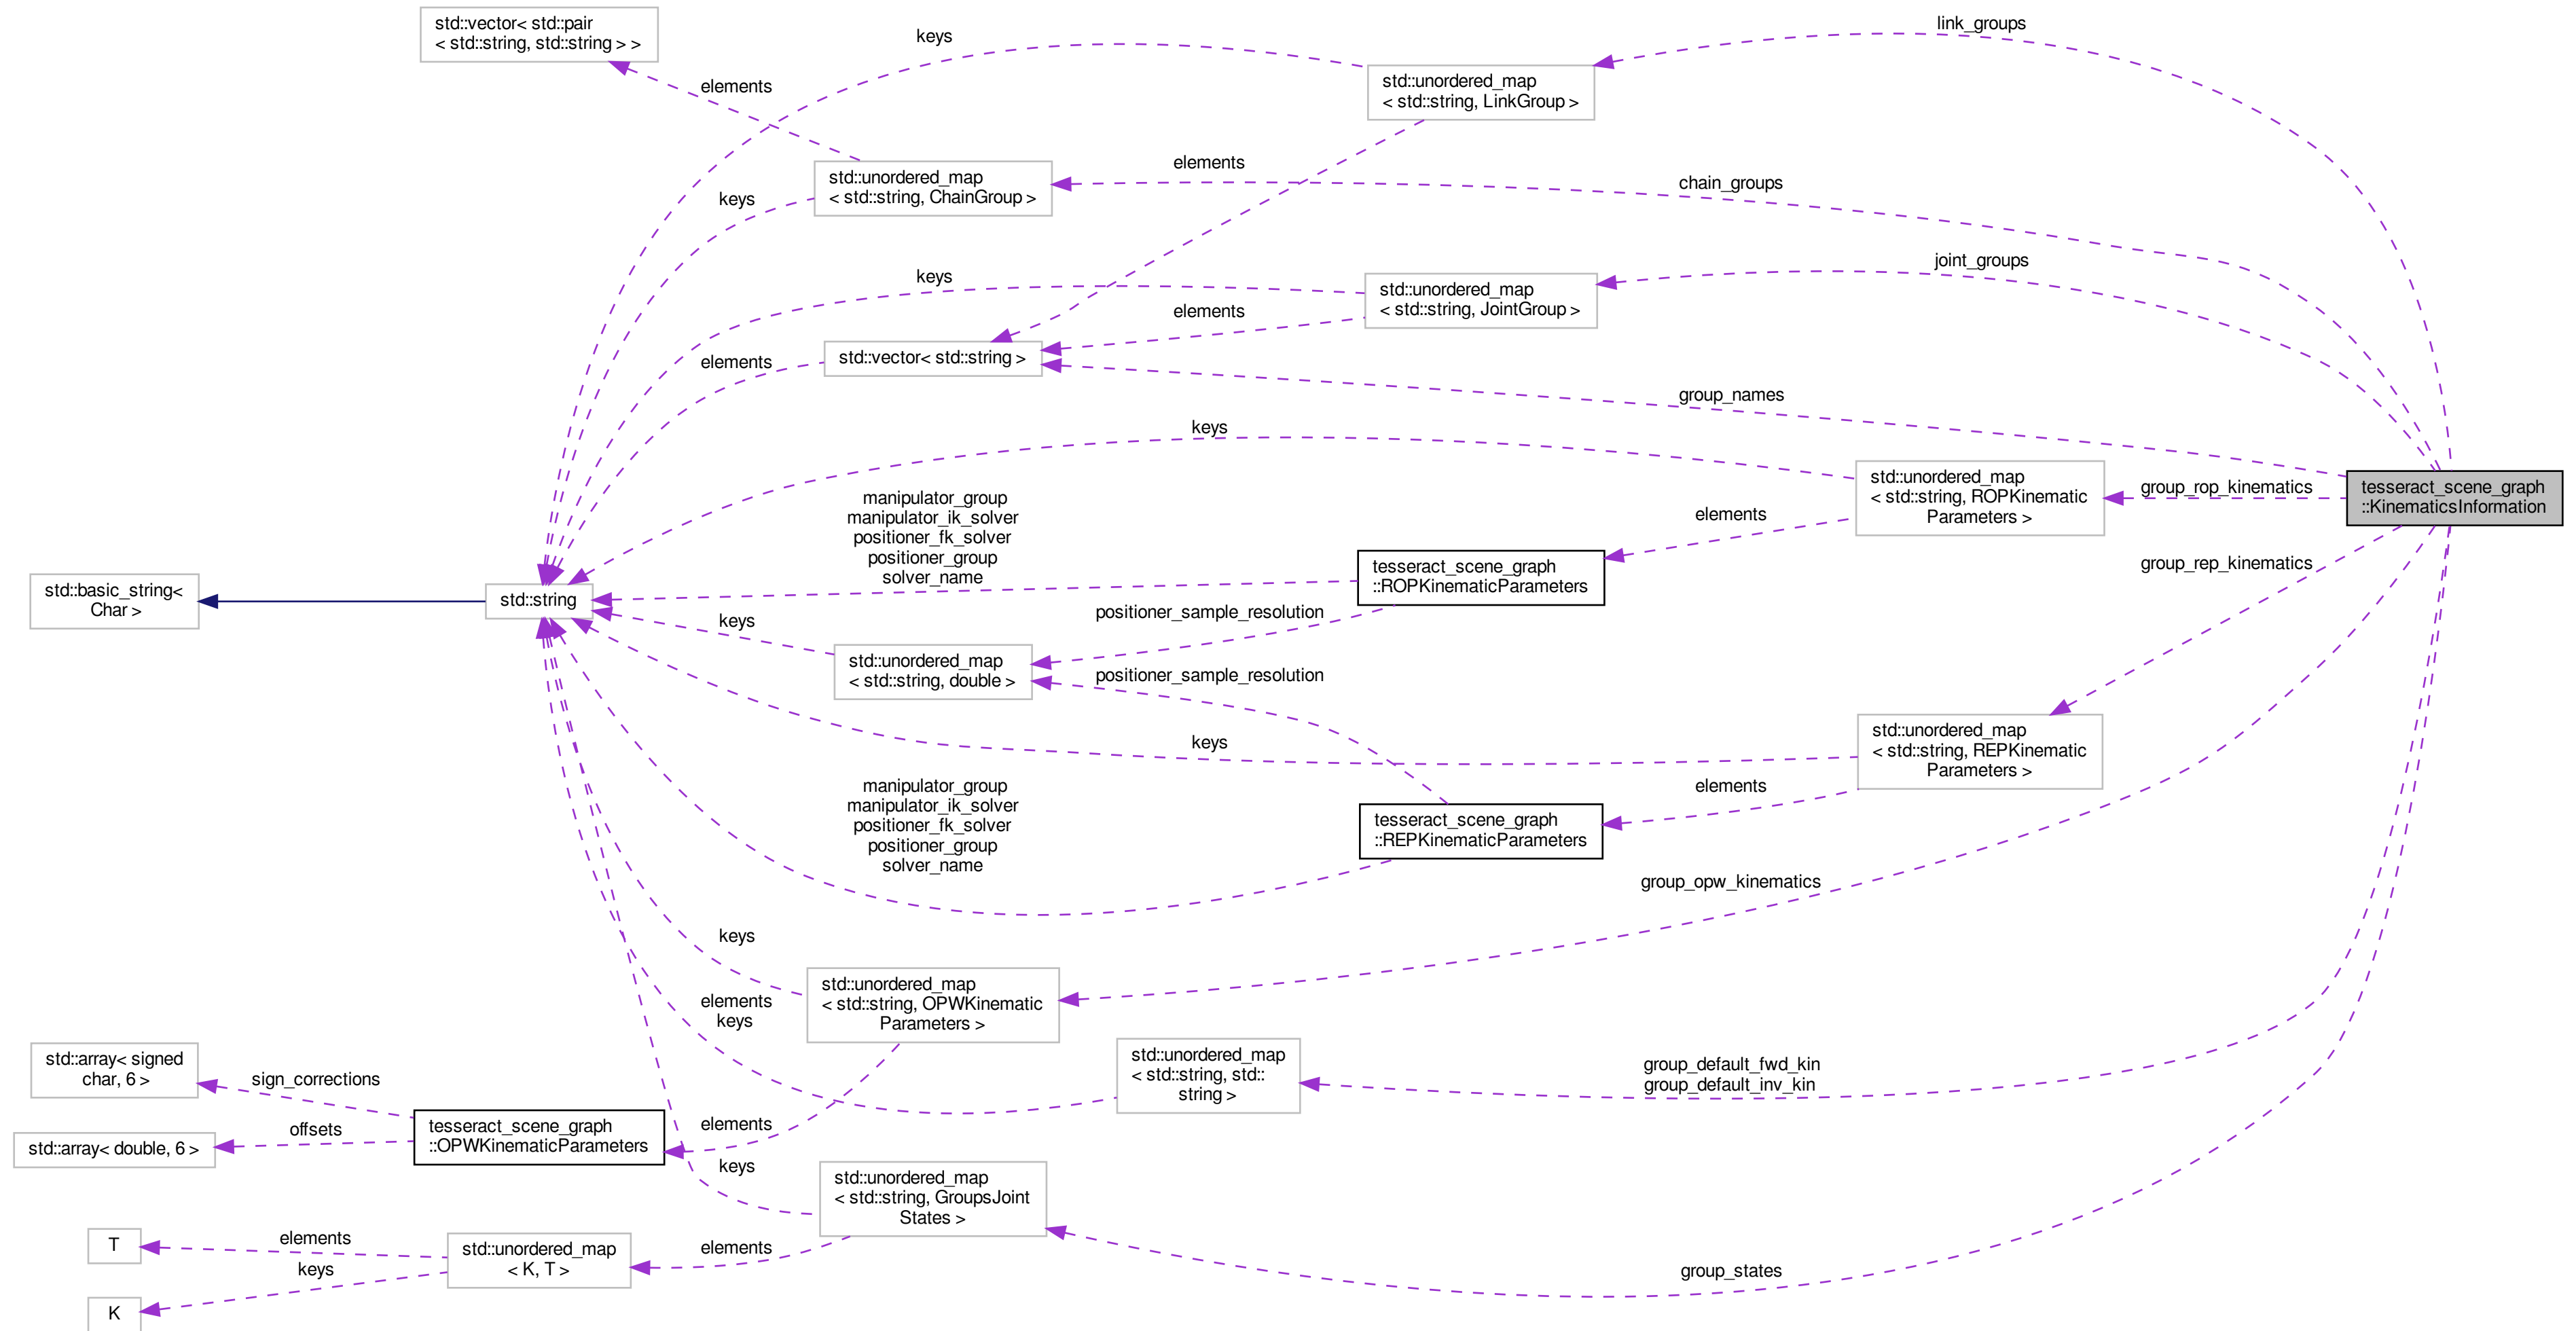 std::vector< std::pair
< std::string, std::string > >
keys
link_groups
elements
std::unordered_map
< std::string, LinkGroup >
std::unordered_map
< std::string, ChainGroup >
elements
chain_groups
keys
keys
std::unordered_map
< std::string, JointGroup >
joint_groups
elements
std::vector< std::string >
elements
group_names
keys
std::unordered_map
< std::string, ROPKinematic
Parameters >
group_rop_kinematics
tesseract_scene_graph
::KinematicsInformation
manipulator_group
manipulator_ik_solver
positioner_fk_solver
positioner_group
solver_name
elements
tesseract_scene_graph
::ROPKinematicParameters
group_rep_kinematics
std::basic_string<
Char >
std::string
positioner_sample_resolution
keys
std::unordered_map
< std::string, double >
positioner_sample_resolution
keys
std::unordered_map
< std::string, REPKinematic
Parameters >
manipulator_group
manipulator_ik_solver
positioner_fk_solver
positioner_group
solver_name
elements
tesseract_scene_graph
::REPKinematicParameters
group_opw_kinematics
keys
std::unordered_map
< std::string, OPWKinematic
Parameters >
elements
keys
std::array< signed
char, 6 >
sign_corrections
std::unordered_map
< std::string, std::
string >
group_default_fwd_kin
group_default_inv_kin
std::array< double, 6 >
offsets
tesseract_scene_graph
::OPWKinematicParameters
elements
keys
std::unordered_map
< std::string, GroupsJoint
States >
T
elements
keys
std::unordered_map
< K, T >
elements
group_states
K